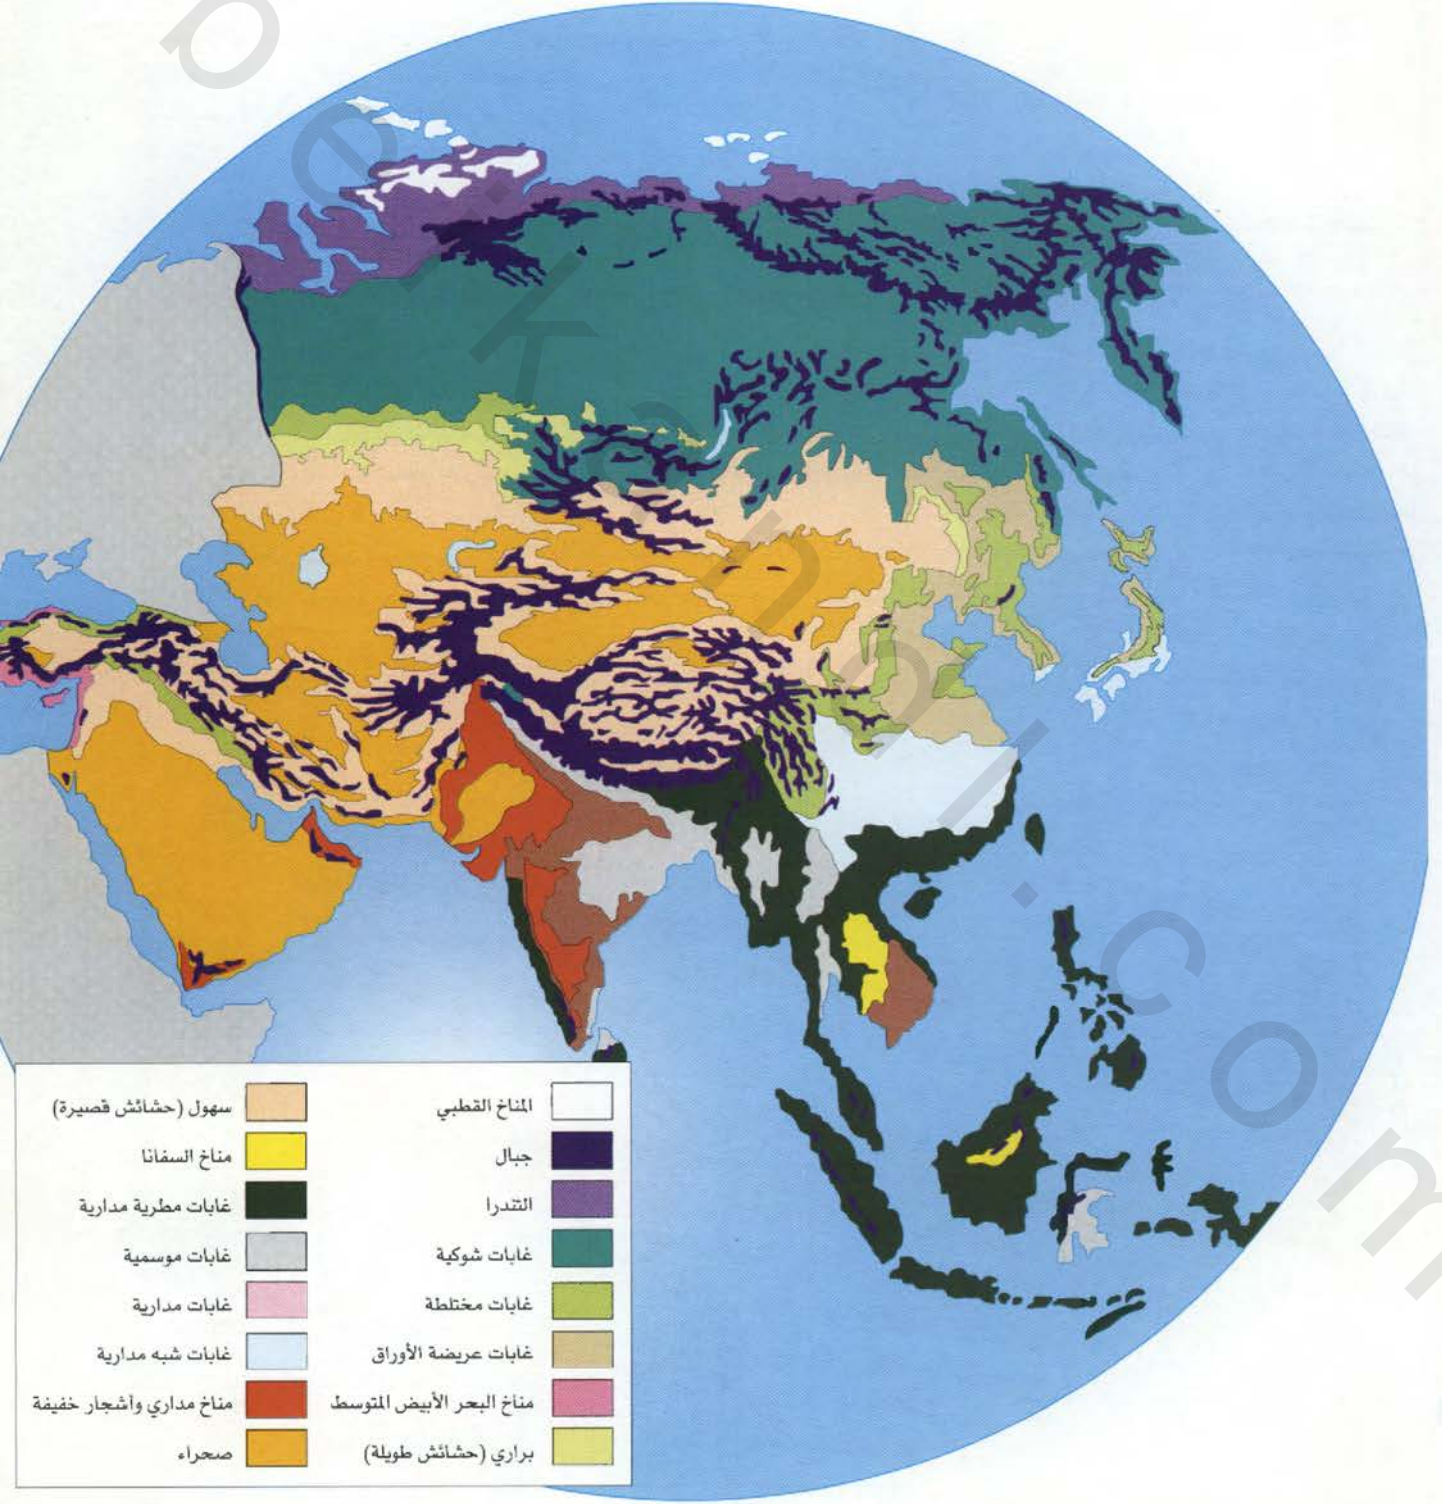 المناخ القطبي
جبال
التندرا
غابات شوكية
غابات مختلطة
غابات عريضة الأوراق
مناخ البحر الأبيض المتوسط
براري (حشائش طويلة)
سهول (حشائش قصيرة)
مناخ السفانا
غابات مطرية مدارية
غابات موسمية
غابات مدارية
غابات شبه مدارية
مناخ مداري وأشجار خفيفة
صحراء